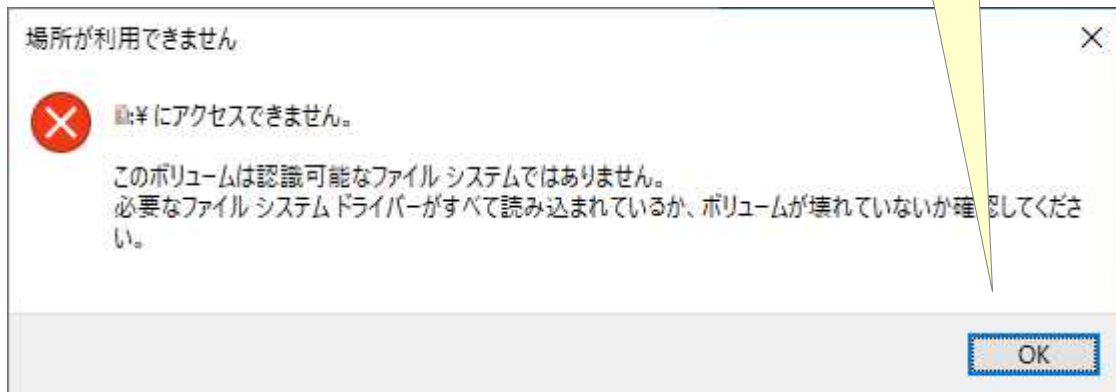 場所が利用できません
:¥ にアクセスできません。
このボリュームは認識可能なファイル システムではありません。
必要なファイル システム ドライバーがすべて読み込まれているか、ボリュームが壊れていないか確認してくださ
い。
OK